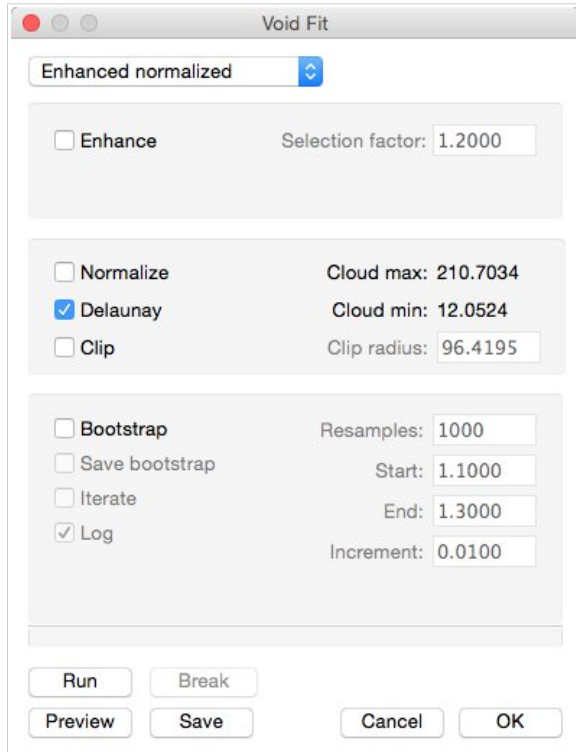 Void Fit
Enhanced normalized
Enhance Selection factor: 1.2000
Normalize Cloud max: 210.7034
Delaunay Cloud min: 12.0524
Clip Clip radius: 96.4195
Bootstrap Resamples: 1000
Save bootstrap Start: 1.1000
Iterate End: 1.3000
Log Increment: 0.0100
Run Break
Preview Save Cancel OK